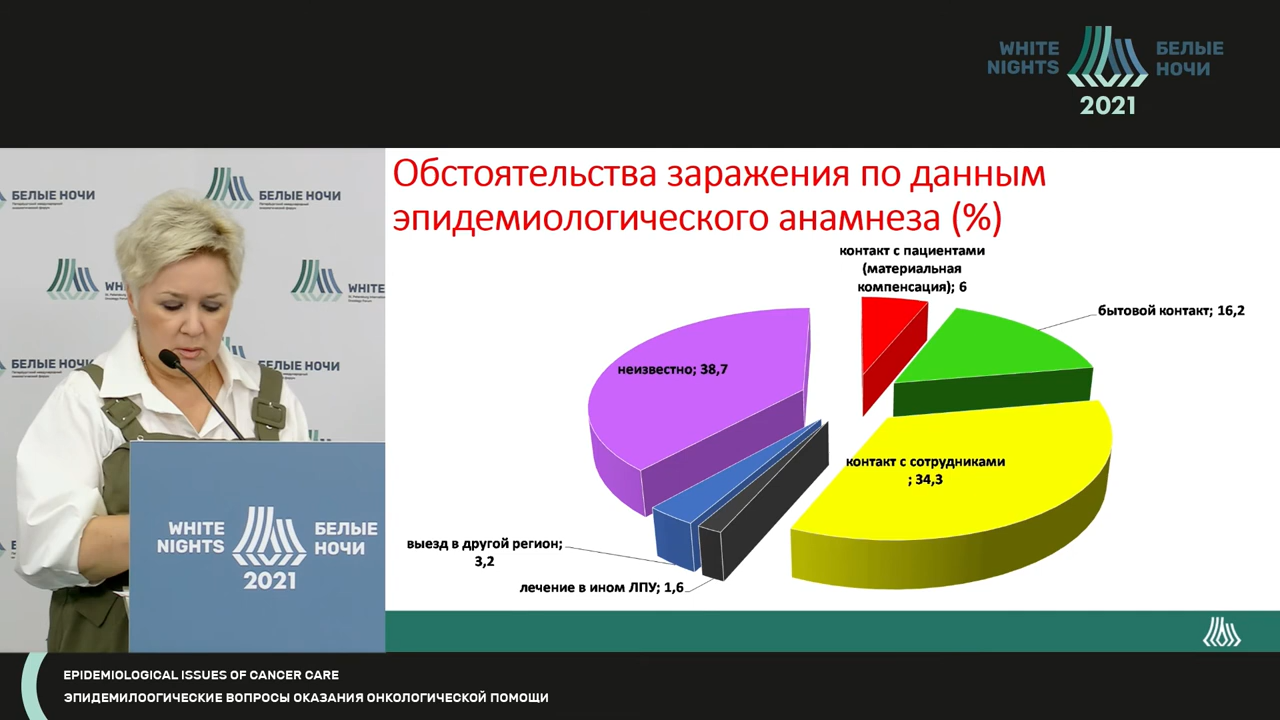 WHITE
NIGHTS
БЕЛЫЕ
НОЧИ
2021
Обстоятельства заражения по данным
эпидемиологического анамнеза (%)
контакт с пациентами
(материальная
компенсация); 6
бытовой контакт; 16,2
неизвестно; 38,7
контакт с сотрудниками
; 34,3
выезд в другой регион;
3,2
лечение в ином ЛПУ; 1,6
БЕЛЫЕ НОЧИ
БЕЛЫЕ НОЧИ
WHITE
БЕЛЫЕ НОЧИ
БЕЛЫЕ НОЧИ
WHITE
NIGHTS
БЕЛЫЕ
НОЧИ
2021
EPIDEMIOLOGICAL ISSUES OF CANCER CARE
ЭПИДЕМИЛООГИЧЕСКИЕ ВОПРОСЫ ОКАЗАНИЯ ОНКОЛОГИЧЕСКОЙ ПОМОЩИ